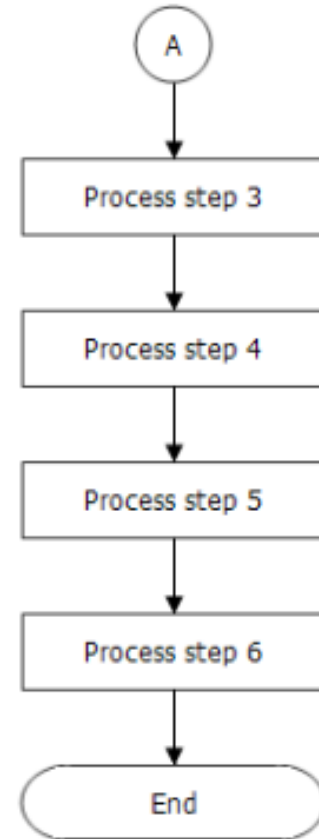 A
Process step 3
Process step 4
Process step 5
Process step 6
End